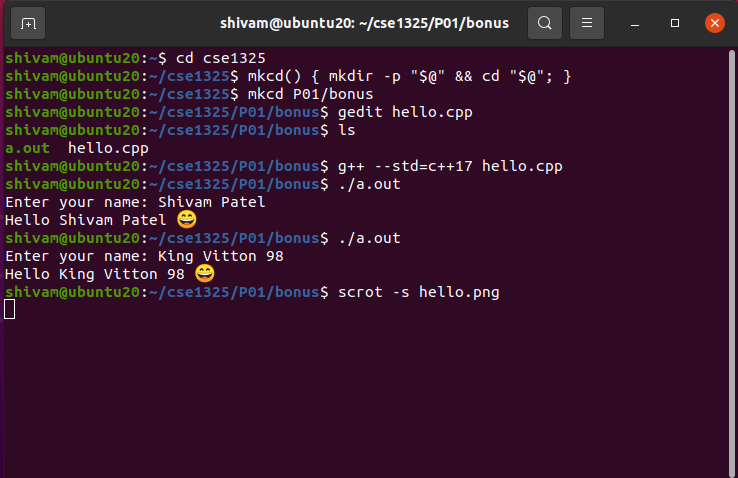 shivam@ubuntu20: ~/cse1325/P01/bonus
shivam@ubuntu20:~$ cd cse1325
shivam@ubuntu20:~/cse1325$ mkcd() { mkdir -p "$@" && cd "$@"; }
shivam@ubuntu20:~/cse1325$ mkcd P01/bonus
shivam@ubuntu20:~/cse1325/P01/bonus$ gedit hello.cpp
shivam@ubuntu20:~/cse1325/P01/bonus$ ls
a.out  hello.cpp
shivam@ubuntu20:~/cse1325/P01/bonus$ g++ --std=c++17 hello.cpp
shivam@ubuntu20:~/cse1325/P01/bonus$ ./a.out
Enter your name: Shivam Patel
Hello Shivam Patel 😄
shivam@ubuntu20:~/cse1325/P01/bonus$ ./a.out
Enter your name: King Vitton 98
Hello King Vitton 98 😄
shivam@ubuntu20:~/cse1325/P01/bonus$ scrot -s hello.png